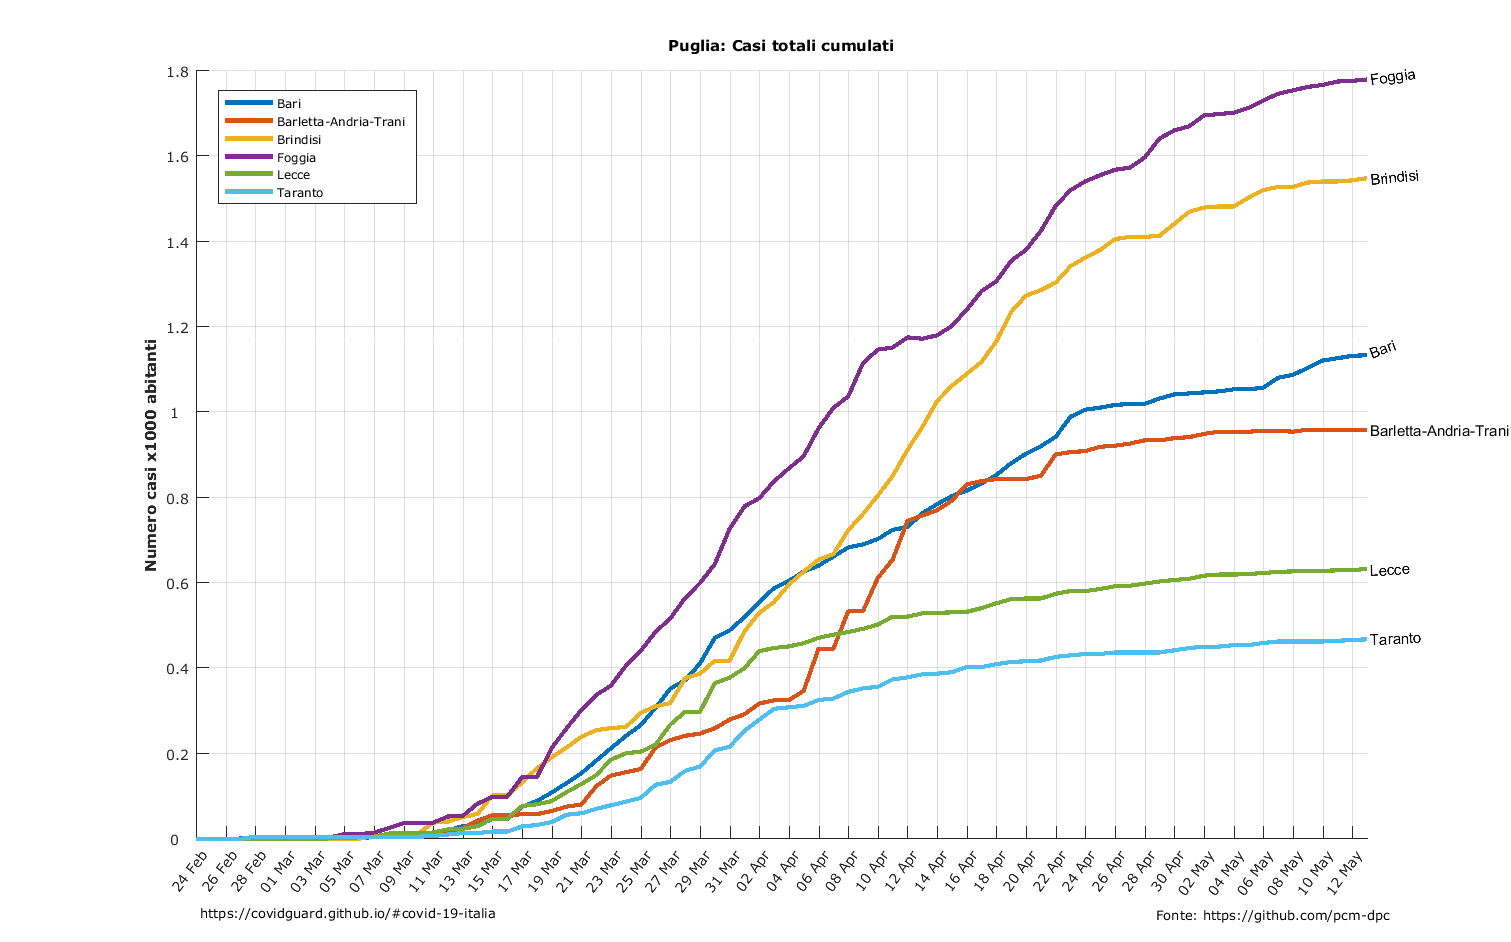 Puglia: Casi totali cumulati
Numero casi x1000 abitanti
1.8
1.6
1.4
1.2
1
0.8
0.6
0.4
0.2
0
Bari
Barletta-Andria-Trani
Brindisi
Foggia
Lecce
Taranto
Foggia
Brindisi
Bari
Barletta-Andria-Trani
Lecce
Taranto
24 Feb
26 Feb
28 Feb
01 Mar
03 Mar
05 Mar
07 Mar
09 Mar
11 Mar
13 Mar
15 Mar
17 Mar
19 Mar
21 Mar
23 Mar
25 Mar
27 Mar
29 Mar
31 Mar
02 Apr
04 Apr
06 Apr
08 Apr
10 Apr
12 Apr
14 Apr
16 Apr
18 Apr
20 Apr
22 Apr
24 Apr
26 Apr
28 Apr
30 Apr
02 May
04 May
06 May
08 May
10 May
12 May
https://covidguard.github.io/#covid-19-italia
Fonte: https://github.com/pcm-dpc